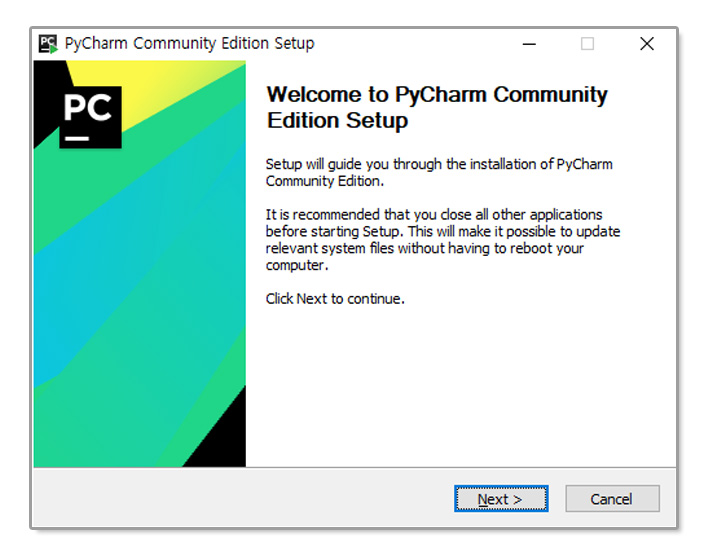 PC PyCharm Community Edition Setup
PC
Welcome to PyCharm Community
Edition Setup
Setup will guide you through the installation of PyCharm
Community Edition.
It is recommended that you close all other applications
before starting Setup. This will make it possible to update
relevant system files without having to reboot your
computer.
Click Next to continue.
Next >
Cancel